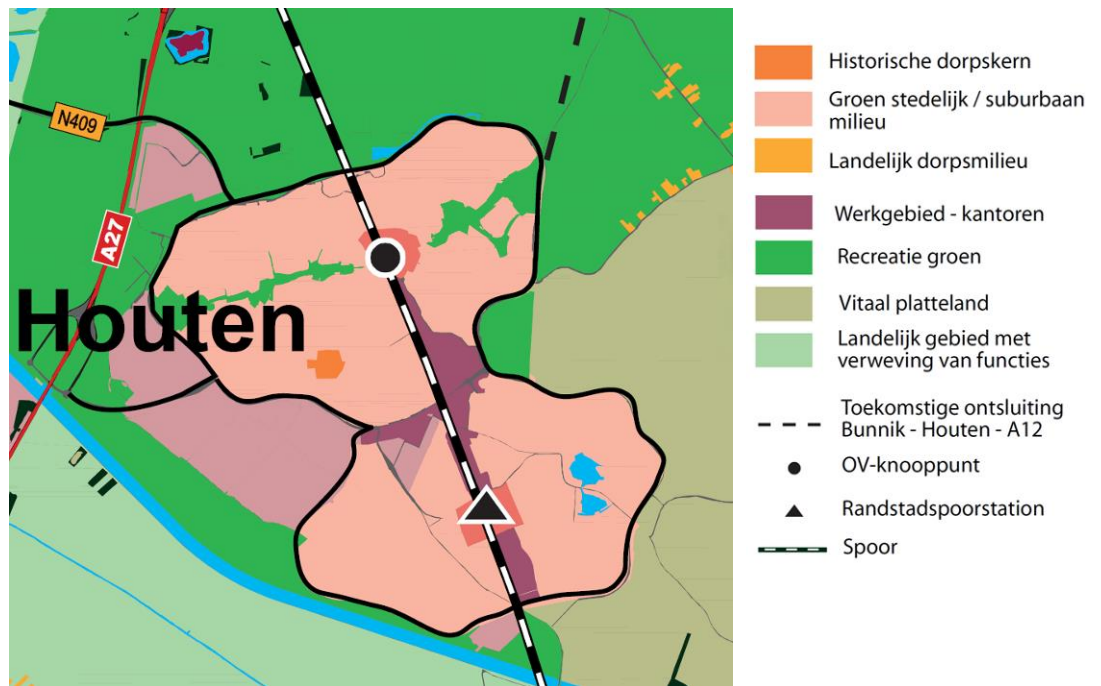 N409
A27
Houten
Historische dorpskern
Groen stedelijk / suburbaan
milieu
Landelijk dorpsmilieu
Werkgebied - kantoren
Recreatie groen
Vitaal platteland
Landelijk gebied met
verweving van functies
Toekomstige ontsluiting
Bunnik - Houten - A12
OV-knooppunt
Randstadspoorstation
Spoor